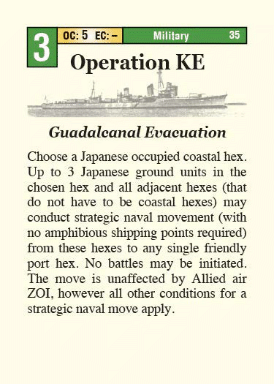 3 OC: 5 EC: – Military 35
Operation KE
Guadalcanal Evacuation
Choose a Japanese occupied coastal hex.
Up to 3 Japanese ground units in the
chosen hex and all adjacent hexes (that
do not have to be coastal hexes) may
conduct strategic naval movement (with
no amphibious shipping points required)
from these hexes to any single friendly
port hex. No battles may be initiated.
The move is unaffected by Allied air
ZOI, however all other conditions for a
strategic naval move apply.